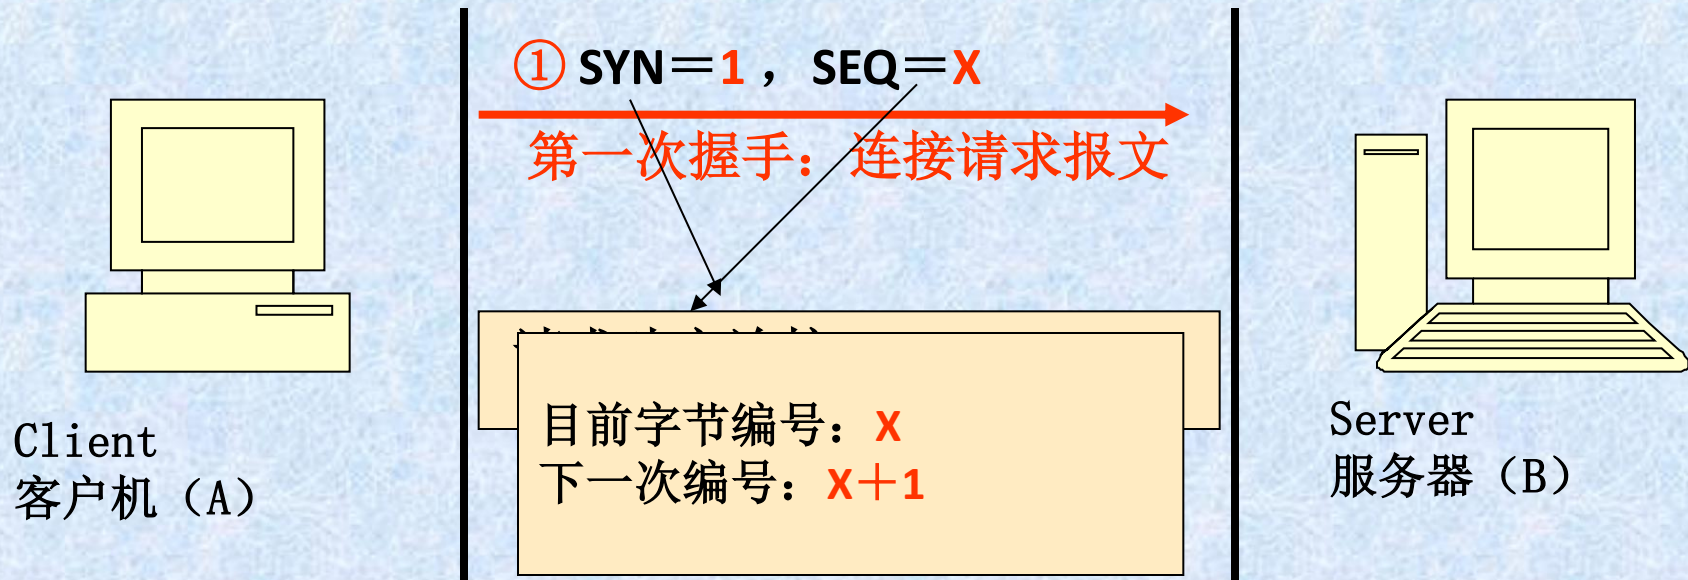 ① SYN＝1， SEQ＝X
第一次握手：连接请求报文
目前字节编号：X
下一次编号：X＋1
Client
客户机（A）
Server
服务器（B）